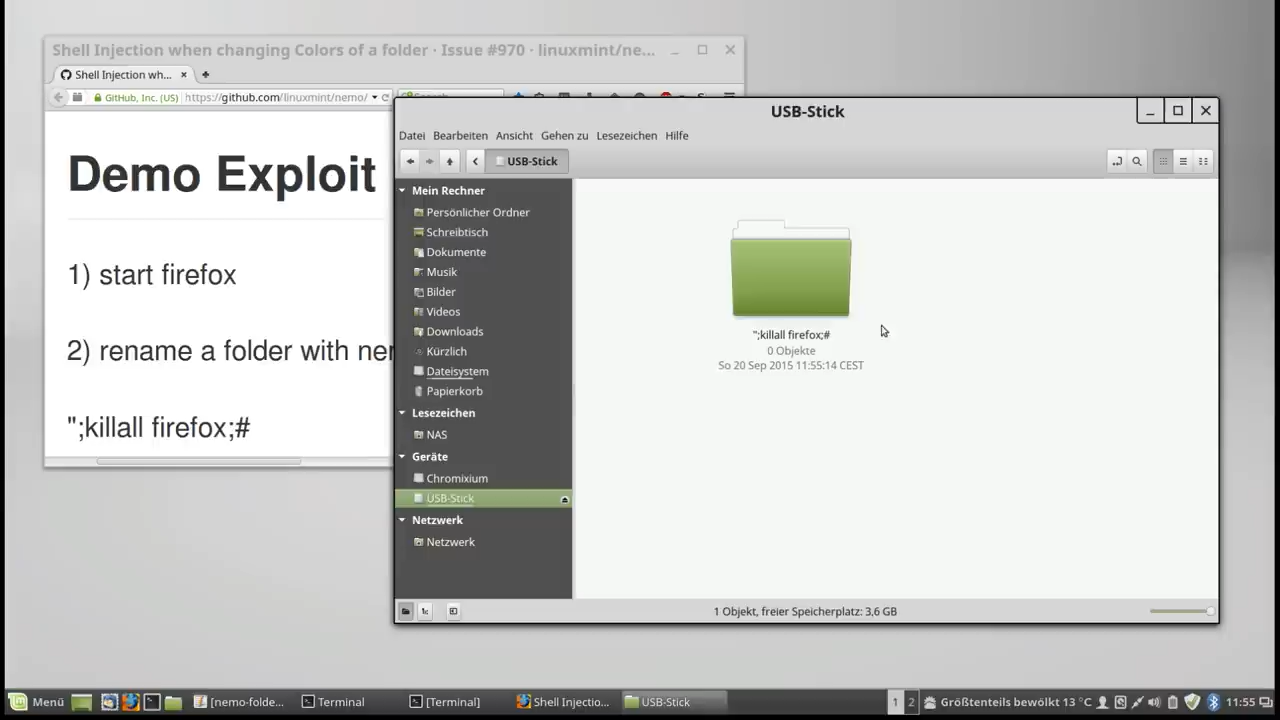 Shell Injection when changing Colors of a folder · Issue #970 · linuxmint/ne...
Shell Injection wh...
GitHub, Inc. (US)
https://github.com/linuxmint/nemo/
Demo Exploit
1) start firefox
2) rename a folder with ne
";killall firefox;#
USB-Stick
Datei Bearbeiten Ansicht Gehen zu Lesezeichen Hilfe
USB-Stick
Mein Rechner
Persönlicher Ordner
Schreibtisch
Dokumente
Musik
Bilder
Videos
Downloads
Kürzlich
Dateisystem
Papierkorb
Lesezeichen
NAS
Geräte
Chromixium
USB-Stick
Netzwerk
Netzwerk
";killall firefox;#
0 Objekte
So 20 Sep 2015 11:55:14 CEST
1 Objekt, freier Speicherplatz: 3,6 GB
Menü
[nemo-folde...
Terminal
[Terminal]
Shell Injectio...
USB-Stick
1 2
Größtenteils bewölkt 13 °C
11:55